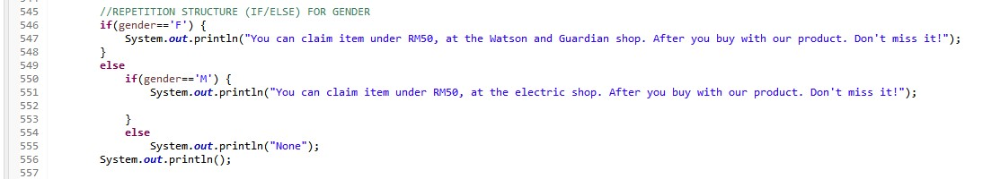 545 //REPETITION STRUCTURE (IF/ELSE) FOR GENDER
546 if(gender=='F') {
547 System.out.println("You can claim item under RM50, at the Watson and Guardian shop. After you buy with our product. Don't miss it!");
548 }
549 else
550 if(gender=='M') {
551 System.out.println("You can claim item under RM50, at the electric shop. After you buy with our product. Don't miss it!");
552
553 }
554 else
555 System.out.println("None");
556 System.out.println();
557